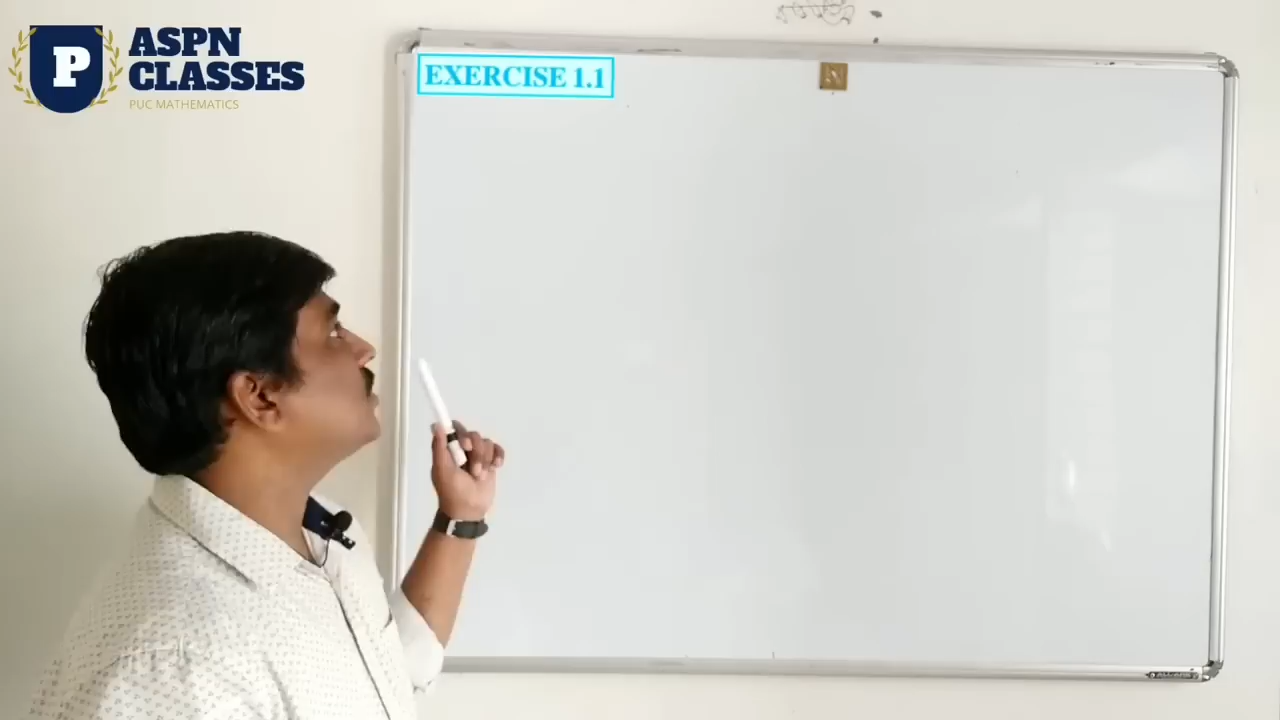 P
ASPN
CLASSES
PUC MATHEMATICS
EXERCISE 1.1
N